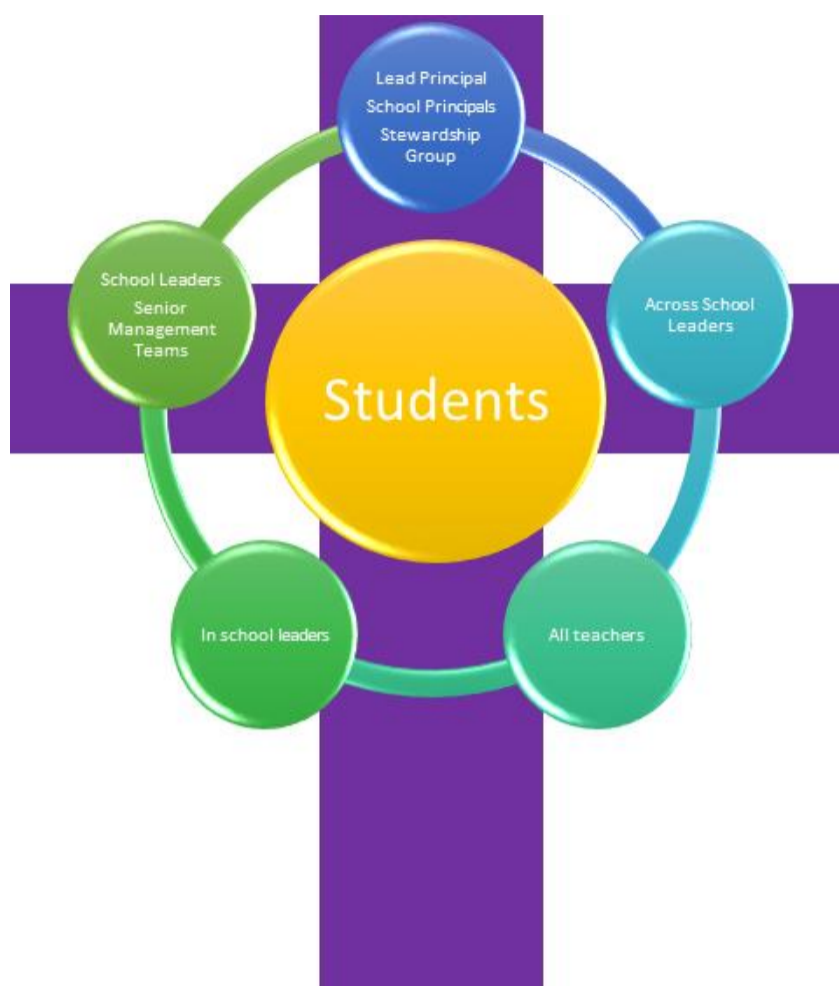 Lead Principal
School Principals
Stewardship
Group
Across School
Leaders
All teachers
In school leaders
School Leaders
Senior
Management
Teams
Students